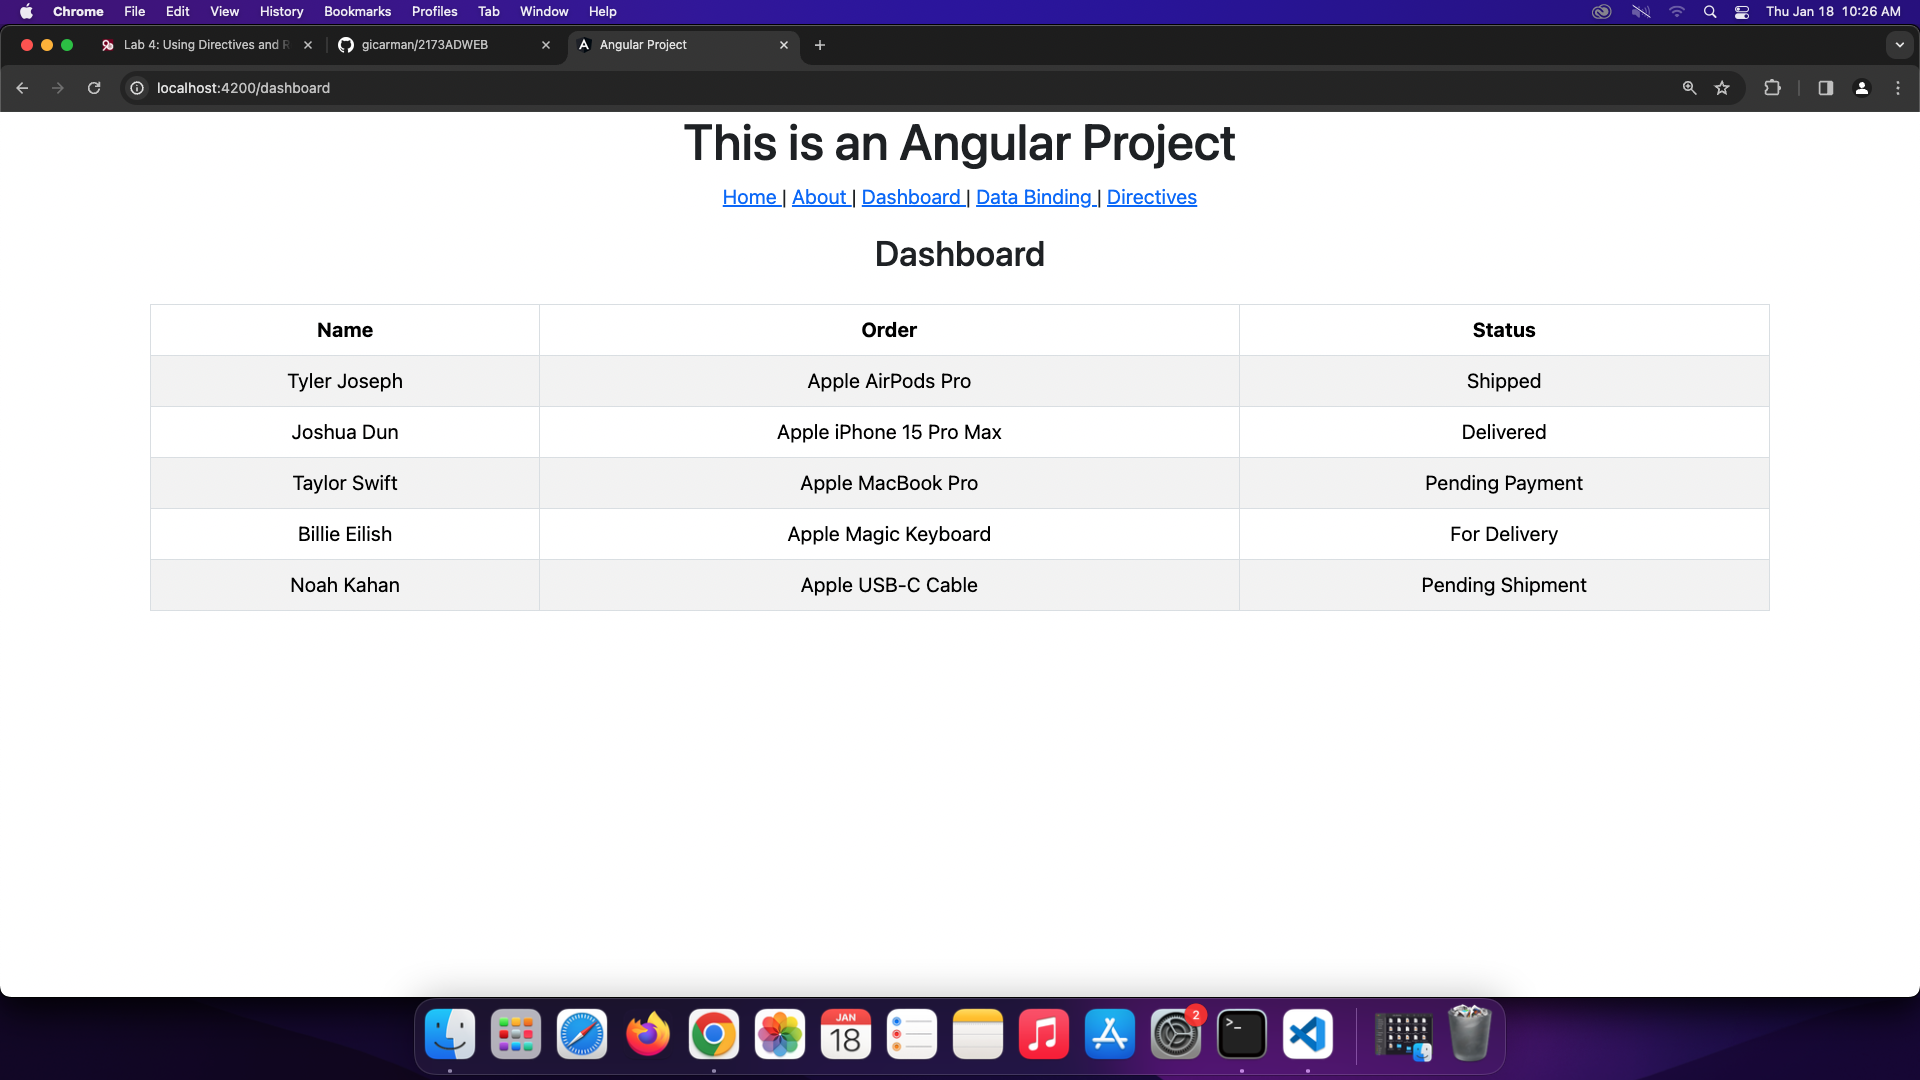 Chrome File Edit View History Bookmarks Profiles Tab Window Help Thu Jan 18 10:26 AM
Lab 4: Using Directives and R gicarman/2173ADWEB Angular Project
localhost:4200/dashboard
This is an Angular Project
Home | About | Dashboard | Data Binding | Directives
Dashboard
Name Order Status
Tyler Joseph Apple AirPods Pro Shipped
Joshua Dun Apple iPhone 15 Pro Max Delivered
Taylor Swift Apple MacBook Pro Pending Payment
Billie Eilish Apple Magic Keyboard For Delivery
Noah Kahan Apple USB-C Cable Pending Shipment
JAN 2
18